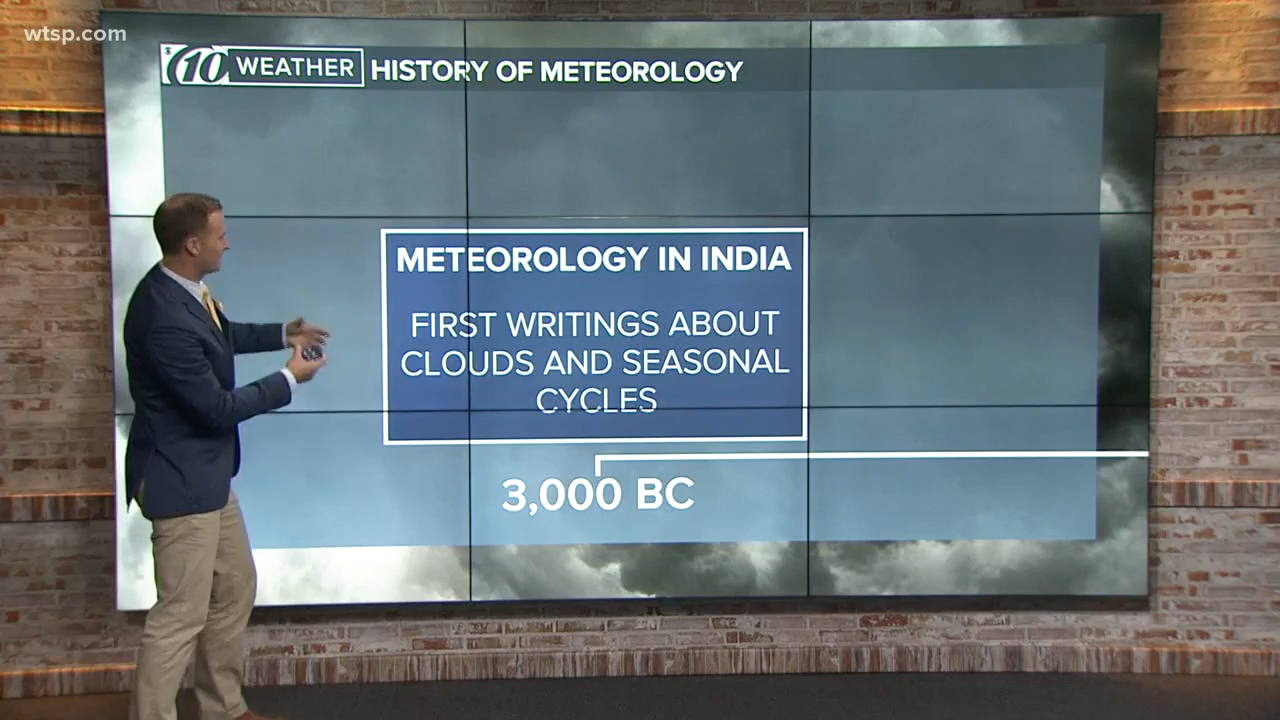 wtsp.com
10 WEATHER HISTORY OF METEOROLOGY
METEOROLOGY IN INDIA
FIRST WRITINGS ABOUT
CLOUDS AND SEASONAL
CYCLES
3,000 BC